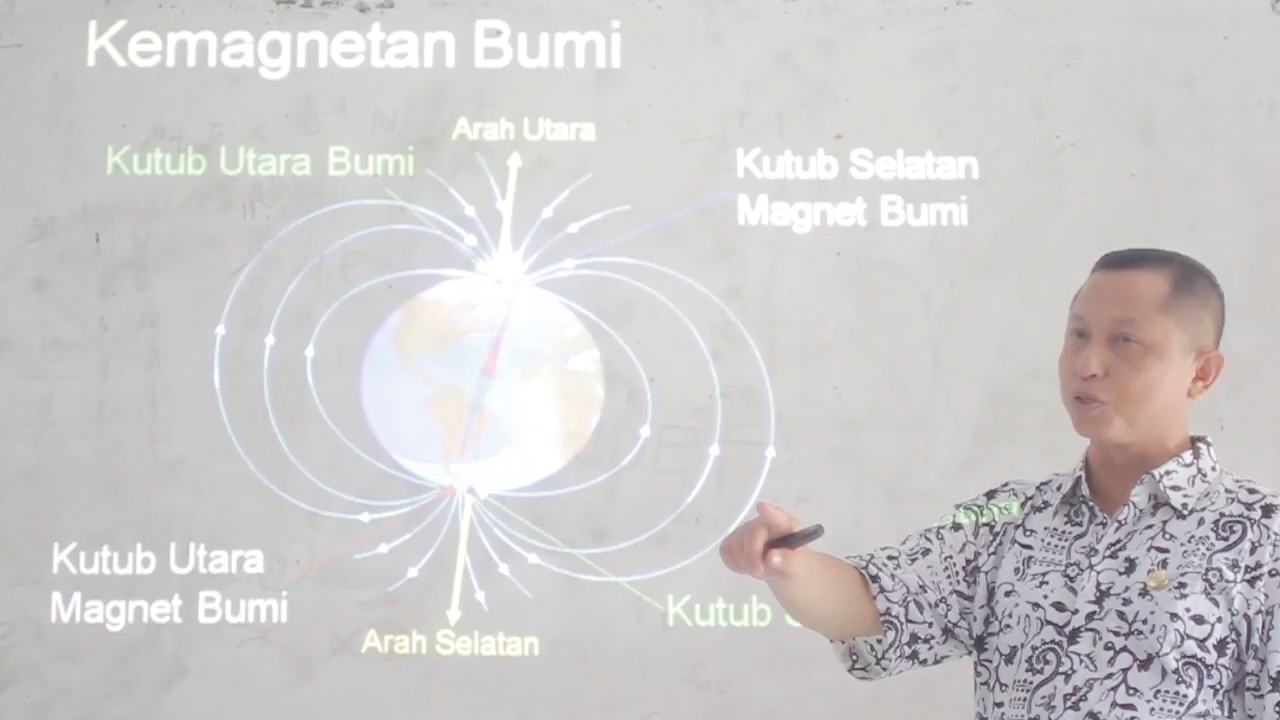 Kemagnetan Bumi
Arah Utara
Kutub Utara Bumi
Kutub Selatan
Magnet Bumi
Kutub Utara
Magnet Bumi
Kutub
Arah Selatan